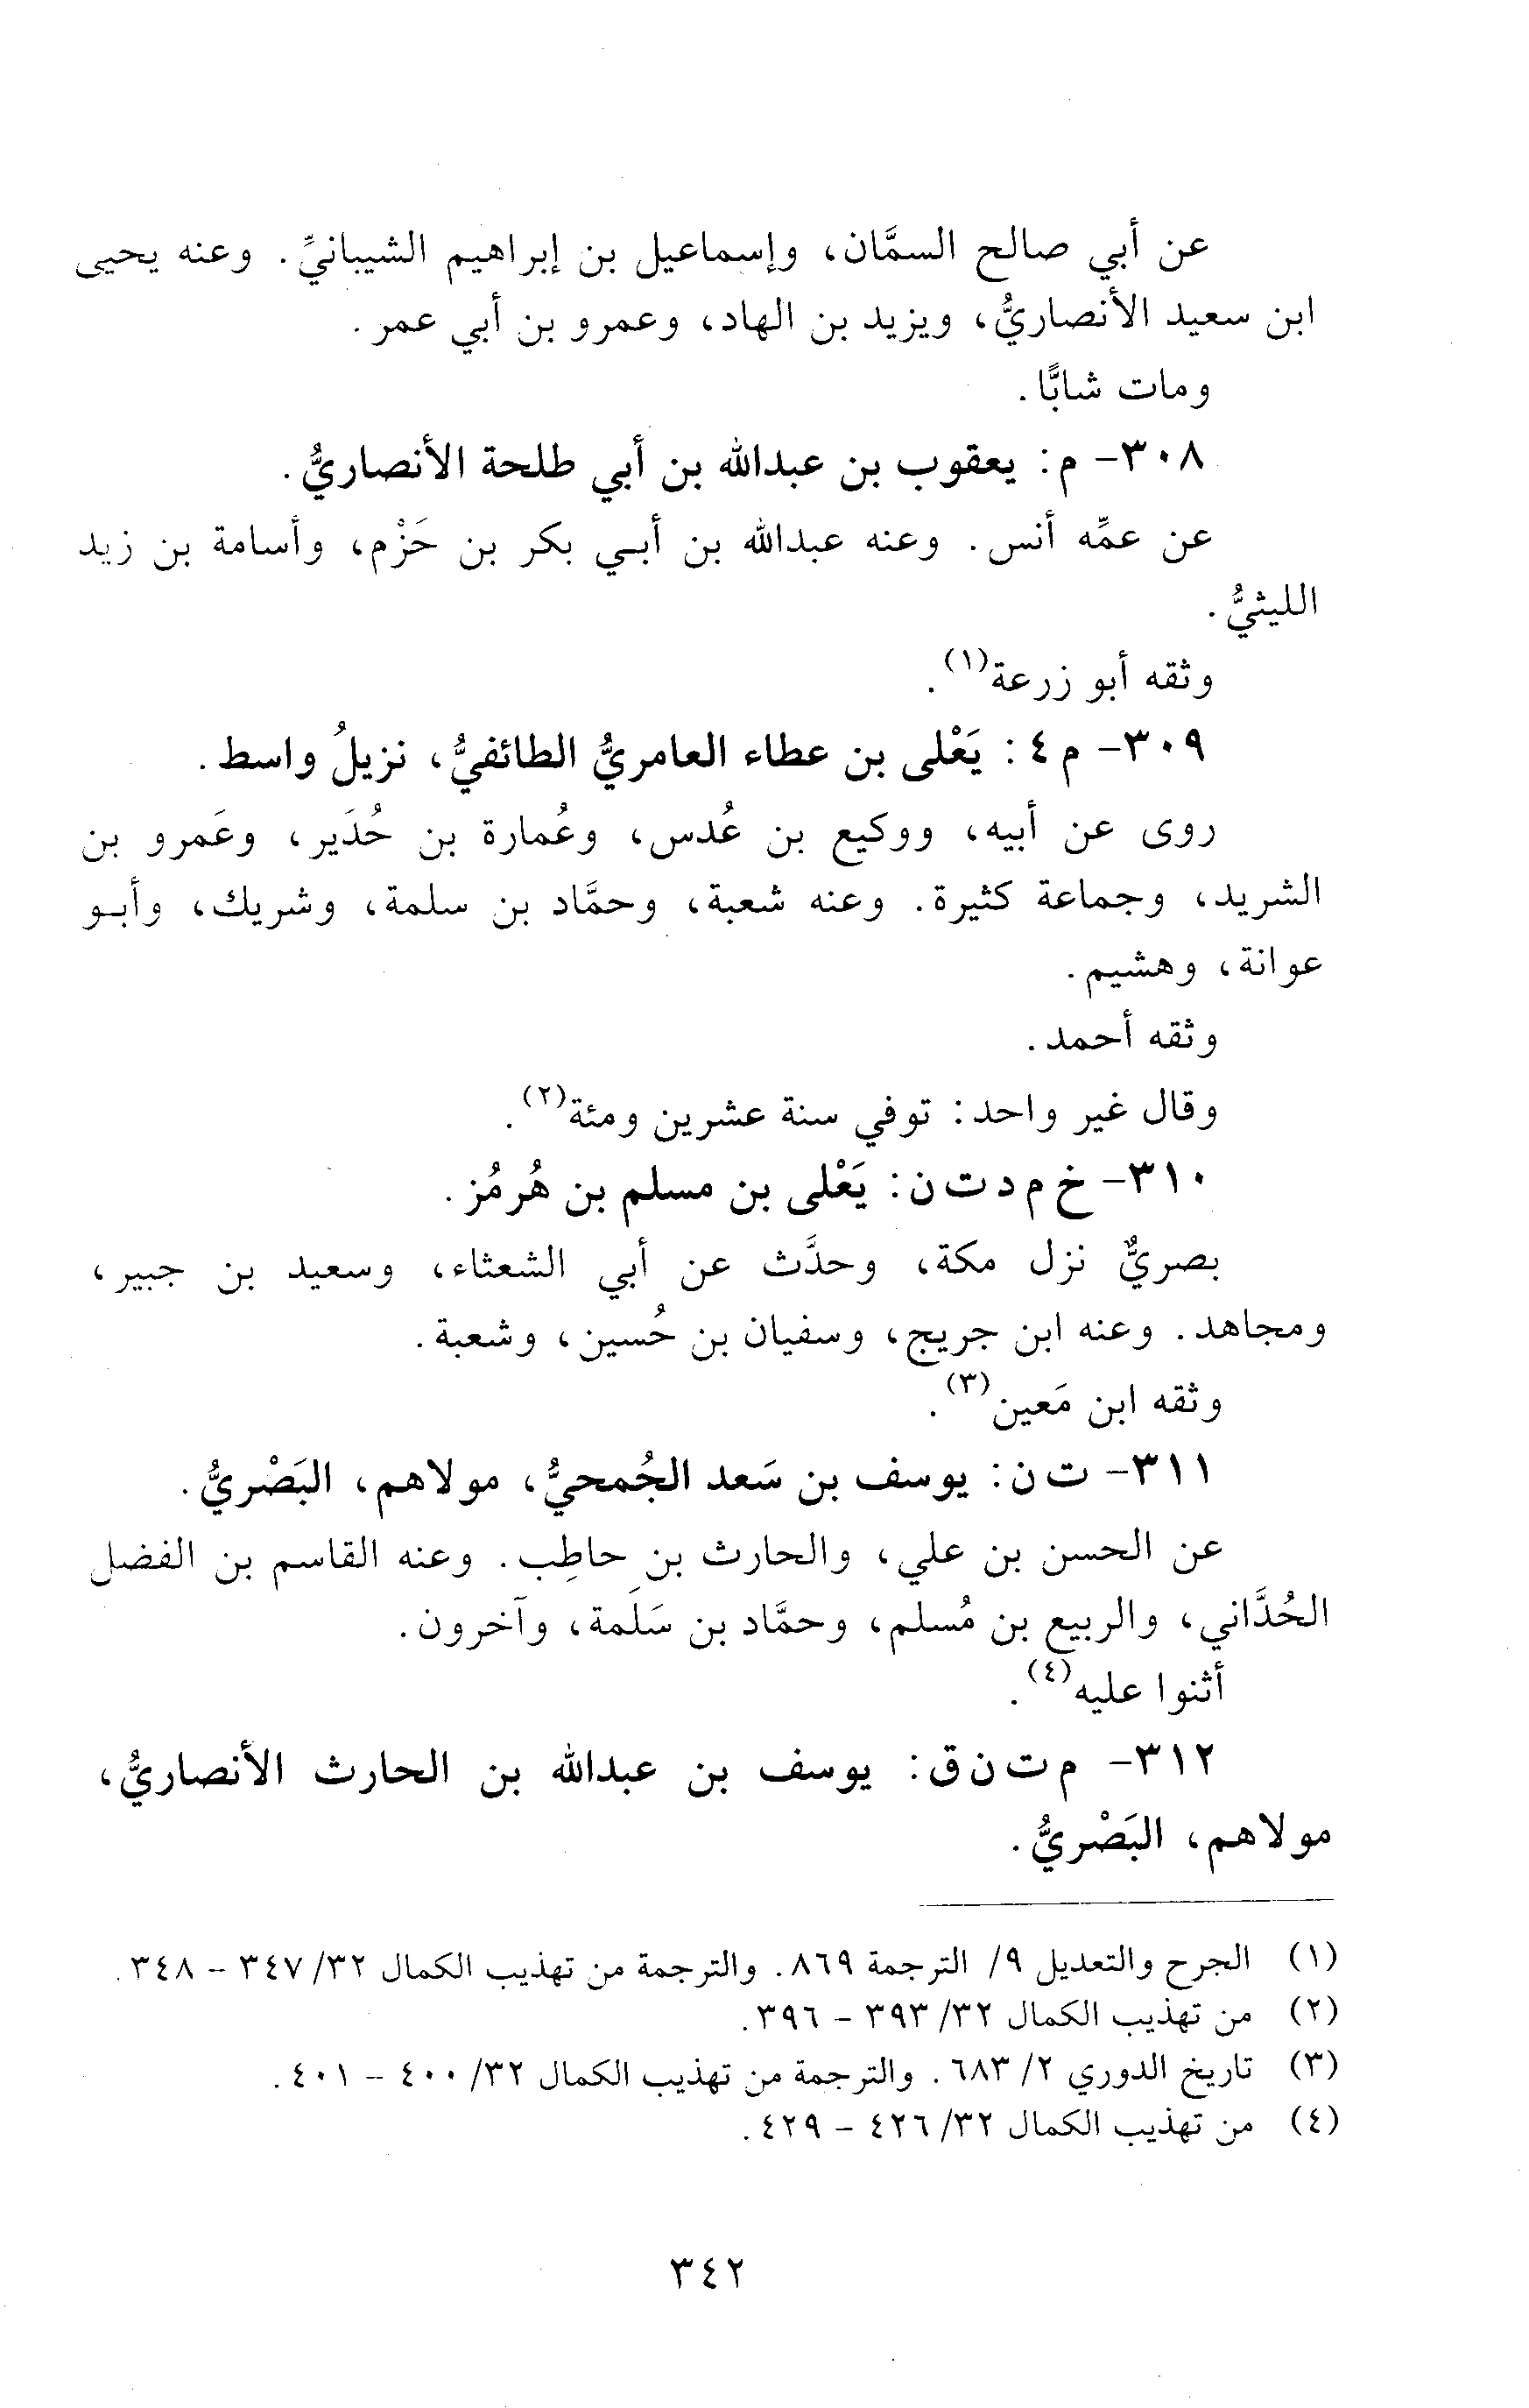 عن أبي صالح السمَّان، وإسماعيل بن إبراهيم الشيبانيِّ. وعنه يحيى
ابن سعيد الأنصاريُّ، ويزيد بن الهاد، وعمرو بن أبي عمر.
ومات شابًّا.
٣٠٨- م: يعقوب بن عبدالله بن أبي طلحة الأنصاريُّ.
عن عمِّه أنس. وعنه عبدالله بن أبي بكر بن حَزْم، وأسامة بن زيد
الليثيُّ.
وثقه أبو زرعة(١).
٣٠٩- م ٤: يَعْلى بن عطاء العامريُّ الطائفيُّ، نزيلُ واسط.
روى عن أبيه، ووكيع بن عُدس، وعُمارة بن حُدَير، وعَمرو بن
الشريد، وجماعة كثيرة. وعنه شعبة، وحمَّاد بن سلمة، وشريك، وأبو
عوانة، وهشيم.
وثقه أحمد.
وقال غير واحد: توفي سنة عشرين ومئة(٢).
٣١٠- خ م د ت ن: يَعْلى بن مسلم بن هُرمُز.
بصريٌّ نزل مكة، وحدَّث عن أبي الشعثاء، وسعيد بن جبير،
ومجاهد. وعنه ابن جريج، وسفيان بن حُسين، وشعبة.
وثقه ابن مَعين(٣).
٣١١- ت ن: يوسف بن سَعد الجُمحيُّ، مولاهم، البَصْريُّ.
عن الحسن بن علي، والحارث بن حاطِب. وعنه القاسم بن الفضل
الحُدَّاني، والربيع بن مُسلم، وحمَّاد بن سَلَمة، وآخرون.
أثنوا عليه(٤).
٣١٢- م ت ن ق: يوسف بن عبدالله بن الحارث الأنصاريُّ،
مولاهم، البَصْريُّ.
(١) الجرح والتعديل ٩/ الترجمة ٨٦٩. والترجمة من تهذيب الكمال ٣٢/ ٣٤٧ - ٣٤٨.
(٢) من تهذيب الكمال ٣٢/ ٣٩٣ - ٣٩٦.
(٣) تاريخ الدوري ٢/ ٦٨٣. والترجمة من تهذيب الكمال ٣٢/ ٤٠٠ - ٤٠١.
(٤) من تهذيب الكمال ٣٢/ ٤٢٦ - ٤٢٩.
٣٤٢